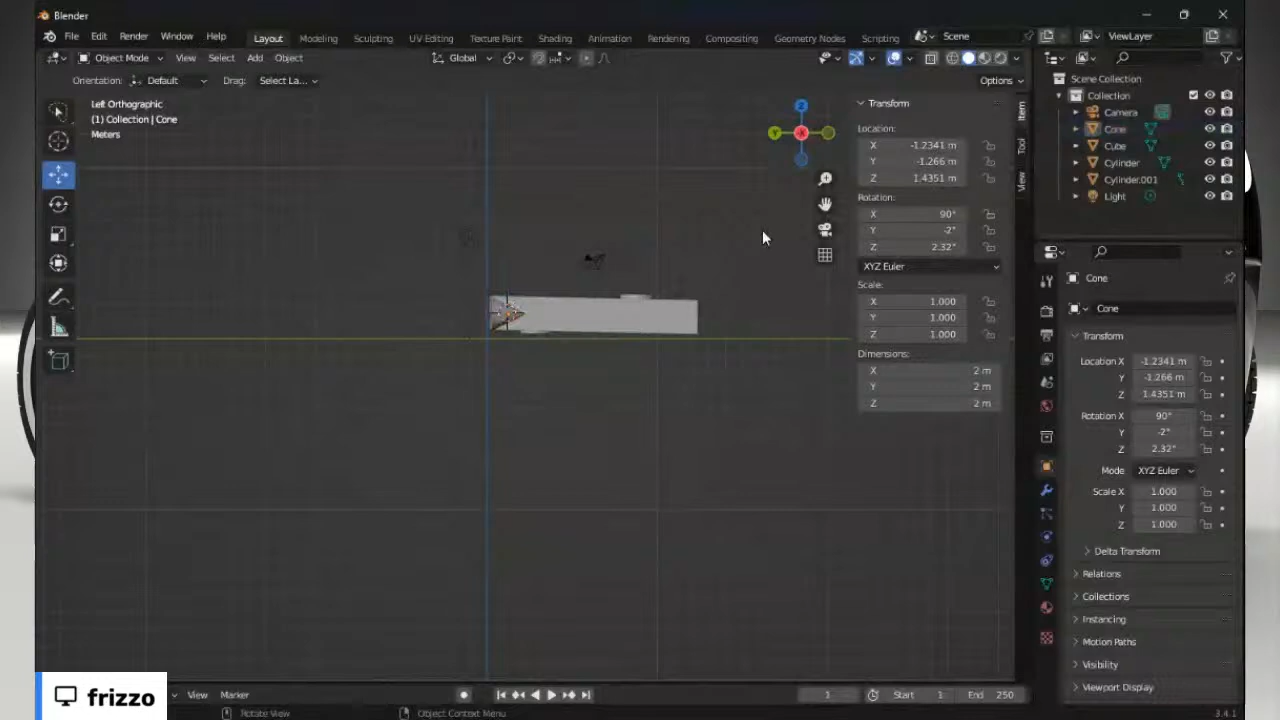 Blender
File Edit Render Window Help Layout Modeling Sculpting UV Editing Texture Paint Shading Animation Rendering Compositing Geometry Nodes Scripting Scene ViewLayer
Object Mode View Select Add Object Global
Orientation: Default Drag: Select La... Options
Left Orthographic
(1) Collection | Cone
Meters
Z
Y
X
Transform
Location:
X -1.2341 m
Y -1.266 m
Z 1.4351 m
Rotation:
X 90°
Y -2°
Z 2.32°
XYZ Euler
Scale:
X 1.000
Y 1.000
Z 1.000
Dimensions:
X 2 m
Y 2 m
Z 2 m
Item
Tool
View
Scene Collection
Collection
Camera
Cone
Cube
Cylinder
Cylinder.001
Light
Cone
Cone
Transform
Location X -1.2341 m
Y -1.266 m
Z 1.4351 m
Rotation X 90°
Y -2°
Z 2.32°
Mode XYZ Euler
Scale X 1.000
Y 1.000
Z 1.000
Delta Transform
Relations
Collections
Instancing
Motion Paths
Visibility
Viewport Display
View Marker 1 Start 1 End 250
Rotate View Object Context Menu 3.4.1
frizzo